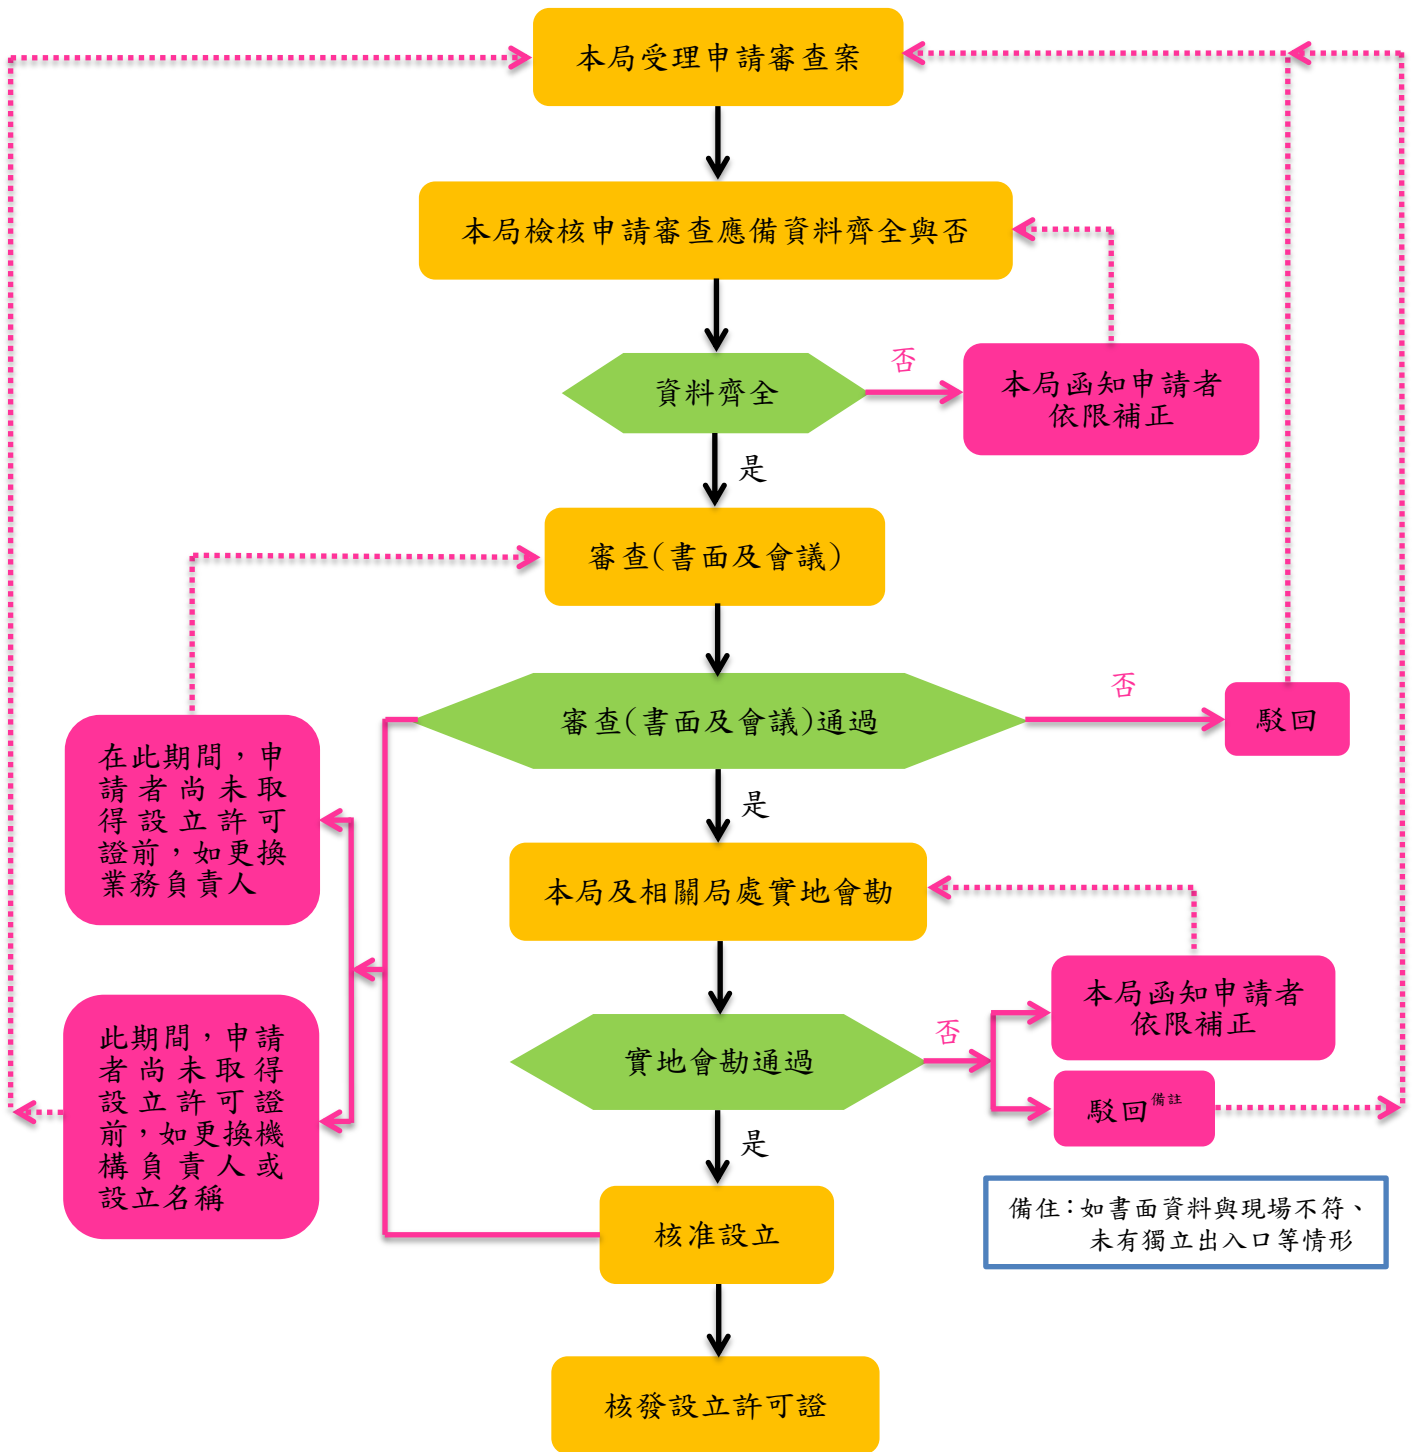 本局受理申請審查案
本局檢核申請審查應備資料齊全與否
資料齊全
否
本局函知申請者
依限補正
是
審查(書面及會議)
審查(書面及會議)通過
否
駁回
是
在此期間，申
請者尚未取
得設立許可
證前，如更換
業務負責人
本局及相關局處實地會勘
此期間，申請
者尚未取得
設立許可證
前，如更換機
構負責人或
設立名稱
實地會勘通過
否
本局函知申請者
依限補正
駁回備註
是
備住：如書面資料與現場不符、
未有獨立出入口等情形
核准設立
核發設立許可證